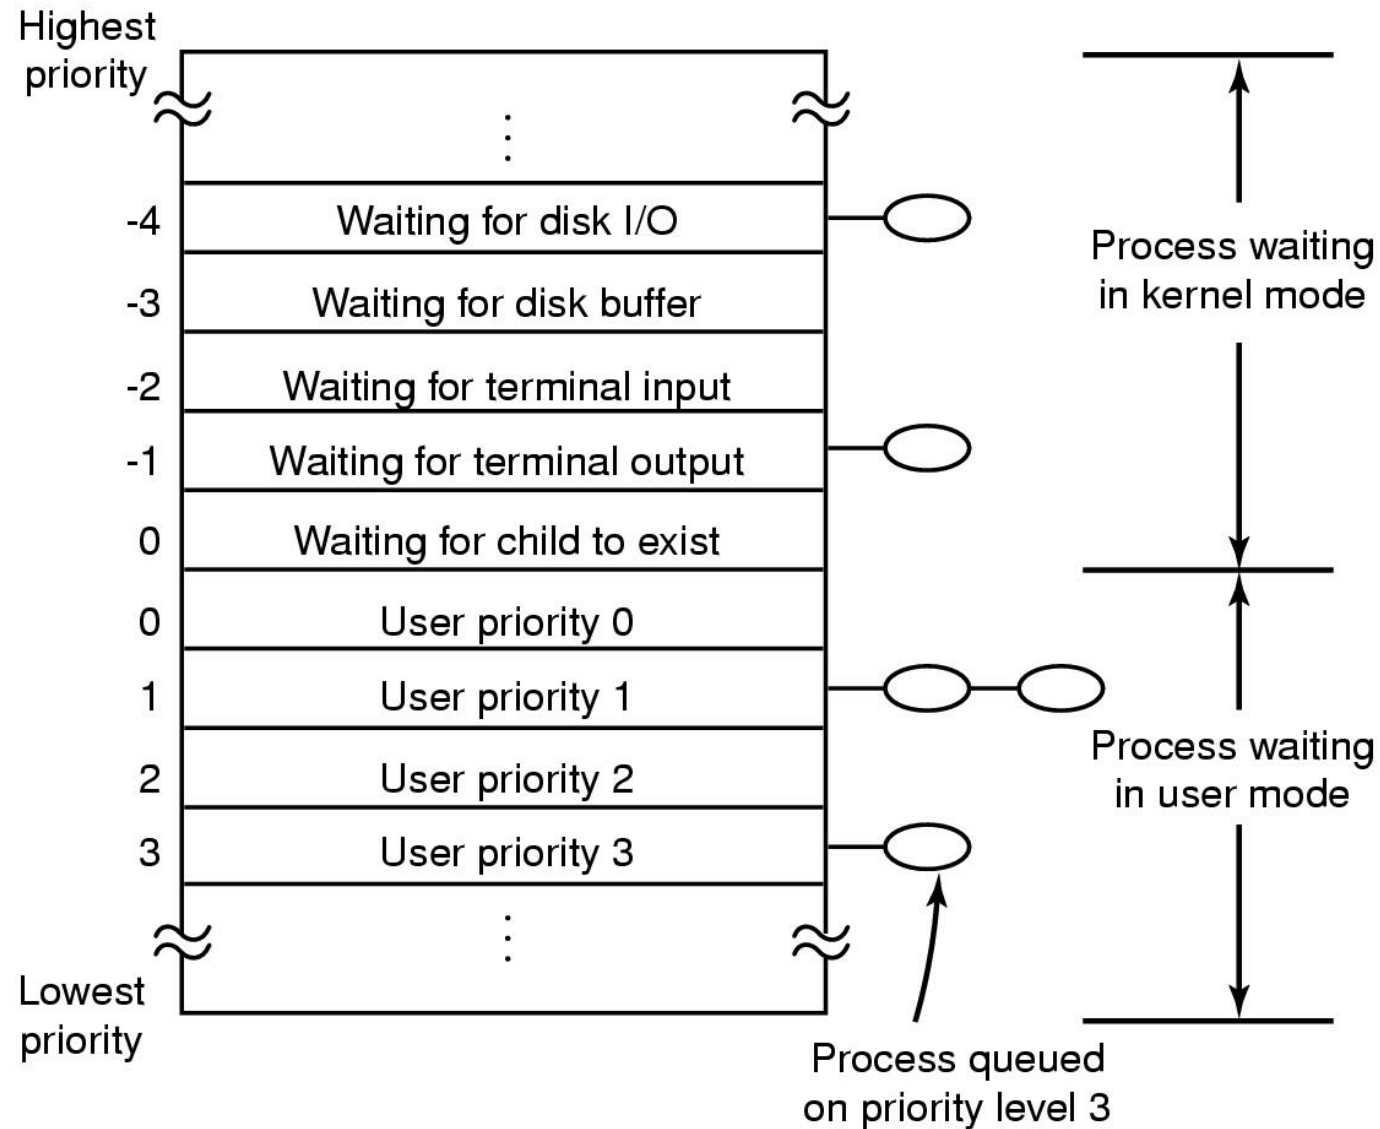 Highest
priority
-4 Waiting for disk I/O
-3 Waiting for disk buffer
-2 Waiting for terminal input
-1 Waiting for terminal output
0 Waiting for child to exist
0 User priority 0
1 User priority 1
2 User priority 2
3 User priority 3
Lowest
priority
Process waiting
in kernel mode
Process waiting
in user mode
Process queued
on priority level 3